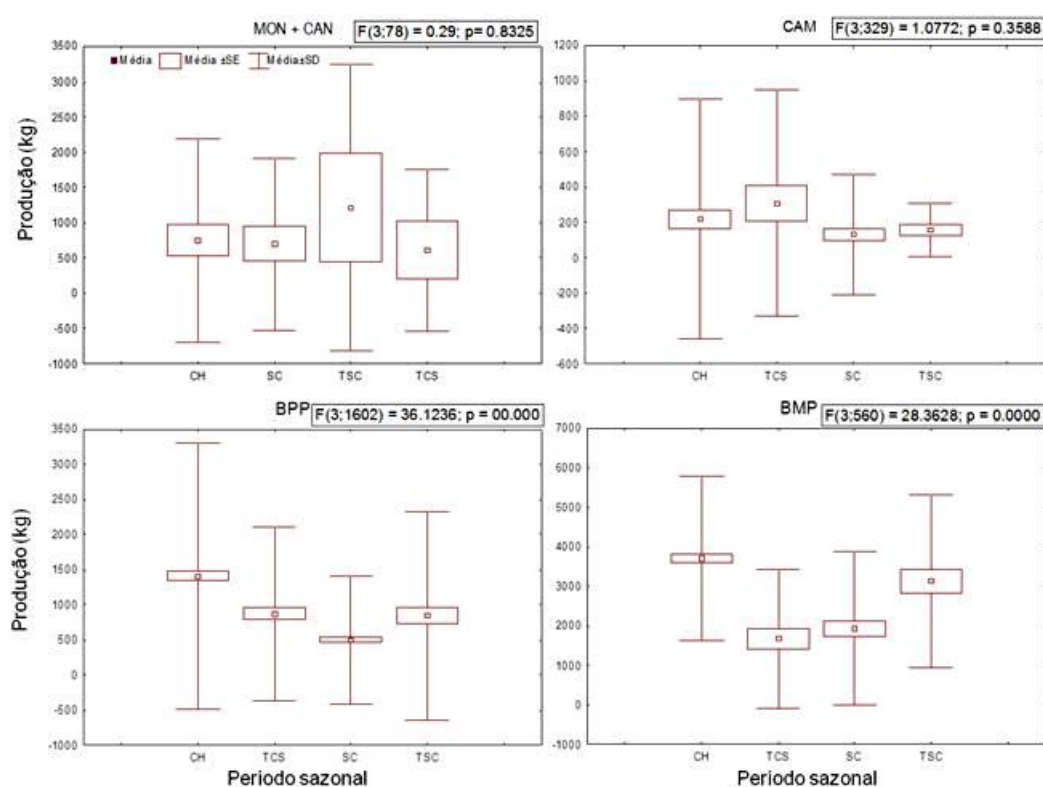 MON + CAN
F(3;78) = 0.29; p= 0.8325
Média
Média ±SE
Média±SD
3500
3000
2500
2000
1500
1000
500
0
-500
-1000
Produção (kg)
CH
SC
TSC
TCS
CAM
F(3;329) = 1.0772; p = 0.3588
1200
1000
800
600
400
200
0
-200
-400
-600
CH
TCS
SC
TSC
BPP
F(3;1602) = 36.1236; p = 00.000
3500
3000
2500
2000
1500
1000
500
0
-500
-1000
Produção (kg)
CH
TCS
SC
TSC
Periodo sazonal
BMP
F(3;560) = 28.3628; p = 0.0000
7000
6000
5000
4000
3000
2000
1000
0
-1000
CH
TCS
SC
TSC
Periodo sazonal